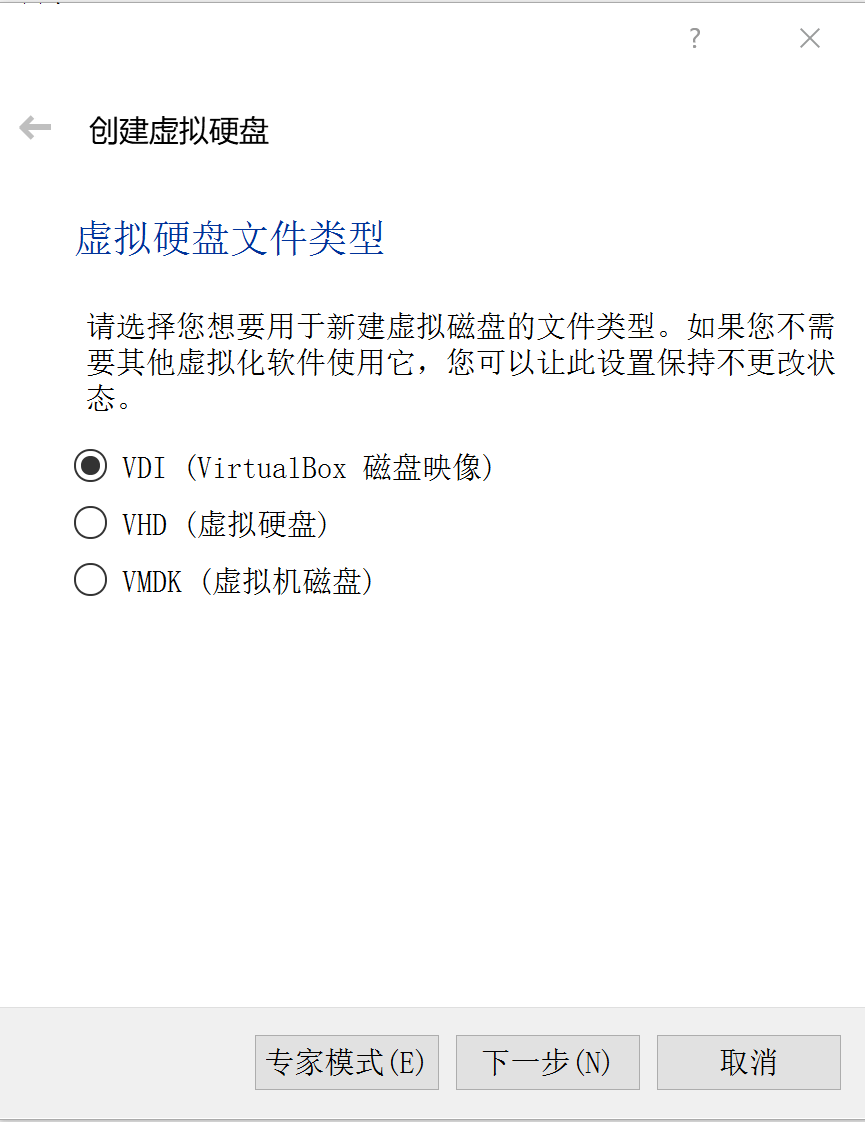 ?
创建虚拟硬盘
虚拟硬盘文件类型
请选择您想要用于新建虚拟磁盘的文件类型。如果您不需
要其他虚拟化软件使用它，您可以让此设置保持不更改状
态。
VDI (VirtualBox 磁盘映像)
VHD (虚拟硬盘)
VMDK (虚拟机磁盘)
专家模式(E) 下一步(N) 取消